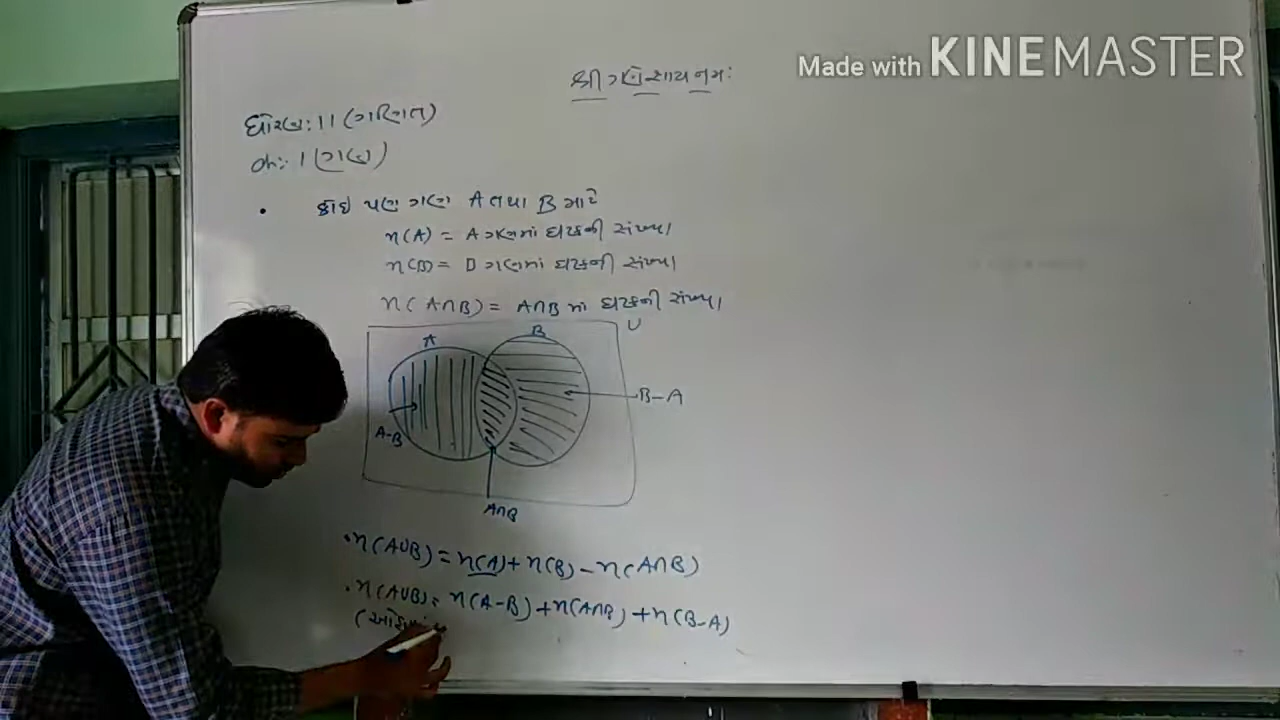 Made with KINEMASTER
શ્રી ગણેશાય નમઃ
ધોરણ: 11 (ગણિત)
1 (ગણ)
કોઇ પણ ગણ A તથા B માટે
n(A) = A ગણમાં ઘટકની સંખ્યા
n(B) = B ગણમાં ઘટકની સંખ્યા
n(A∩B) = A∩B માં ઘટકની સંખ્યા
U
A
B
B-A
A-B
A∩B
• n(A∪B) = n(A) + n(B) - n(A∩B)
• n(A∪B) = n(A-B) + n(A∩B) + n(B-A)